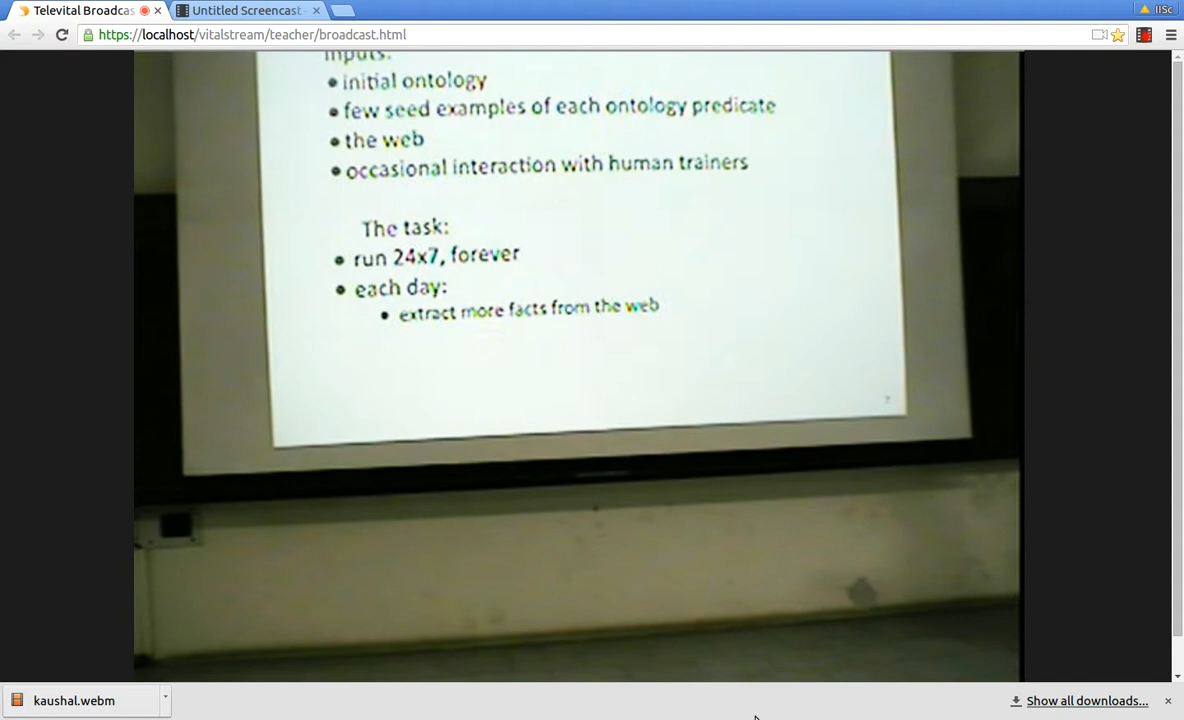 Televital Broadcas
Untitled Screencast
IISc
https://localhost/vitalstream/teacher/broadcast.html
Inputs:
initial ontology
few seed examples of each ontology predicate
the web
occasional interaction with human trainers
The task:
run 24x7, forever
each day:
extract more facts from the web
7
kaushal.webm
Show all downloads...